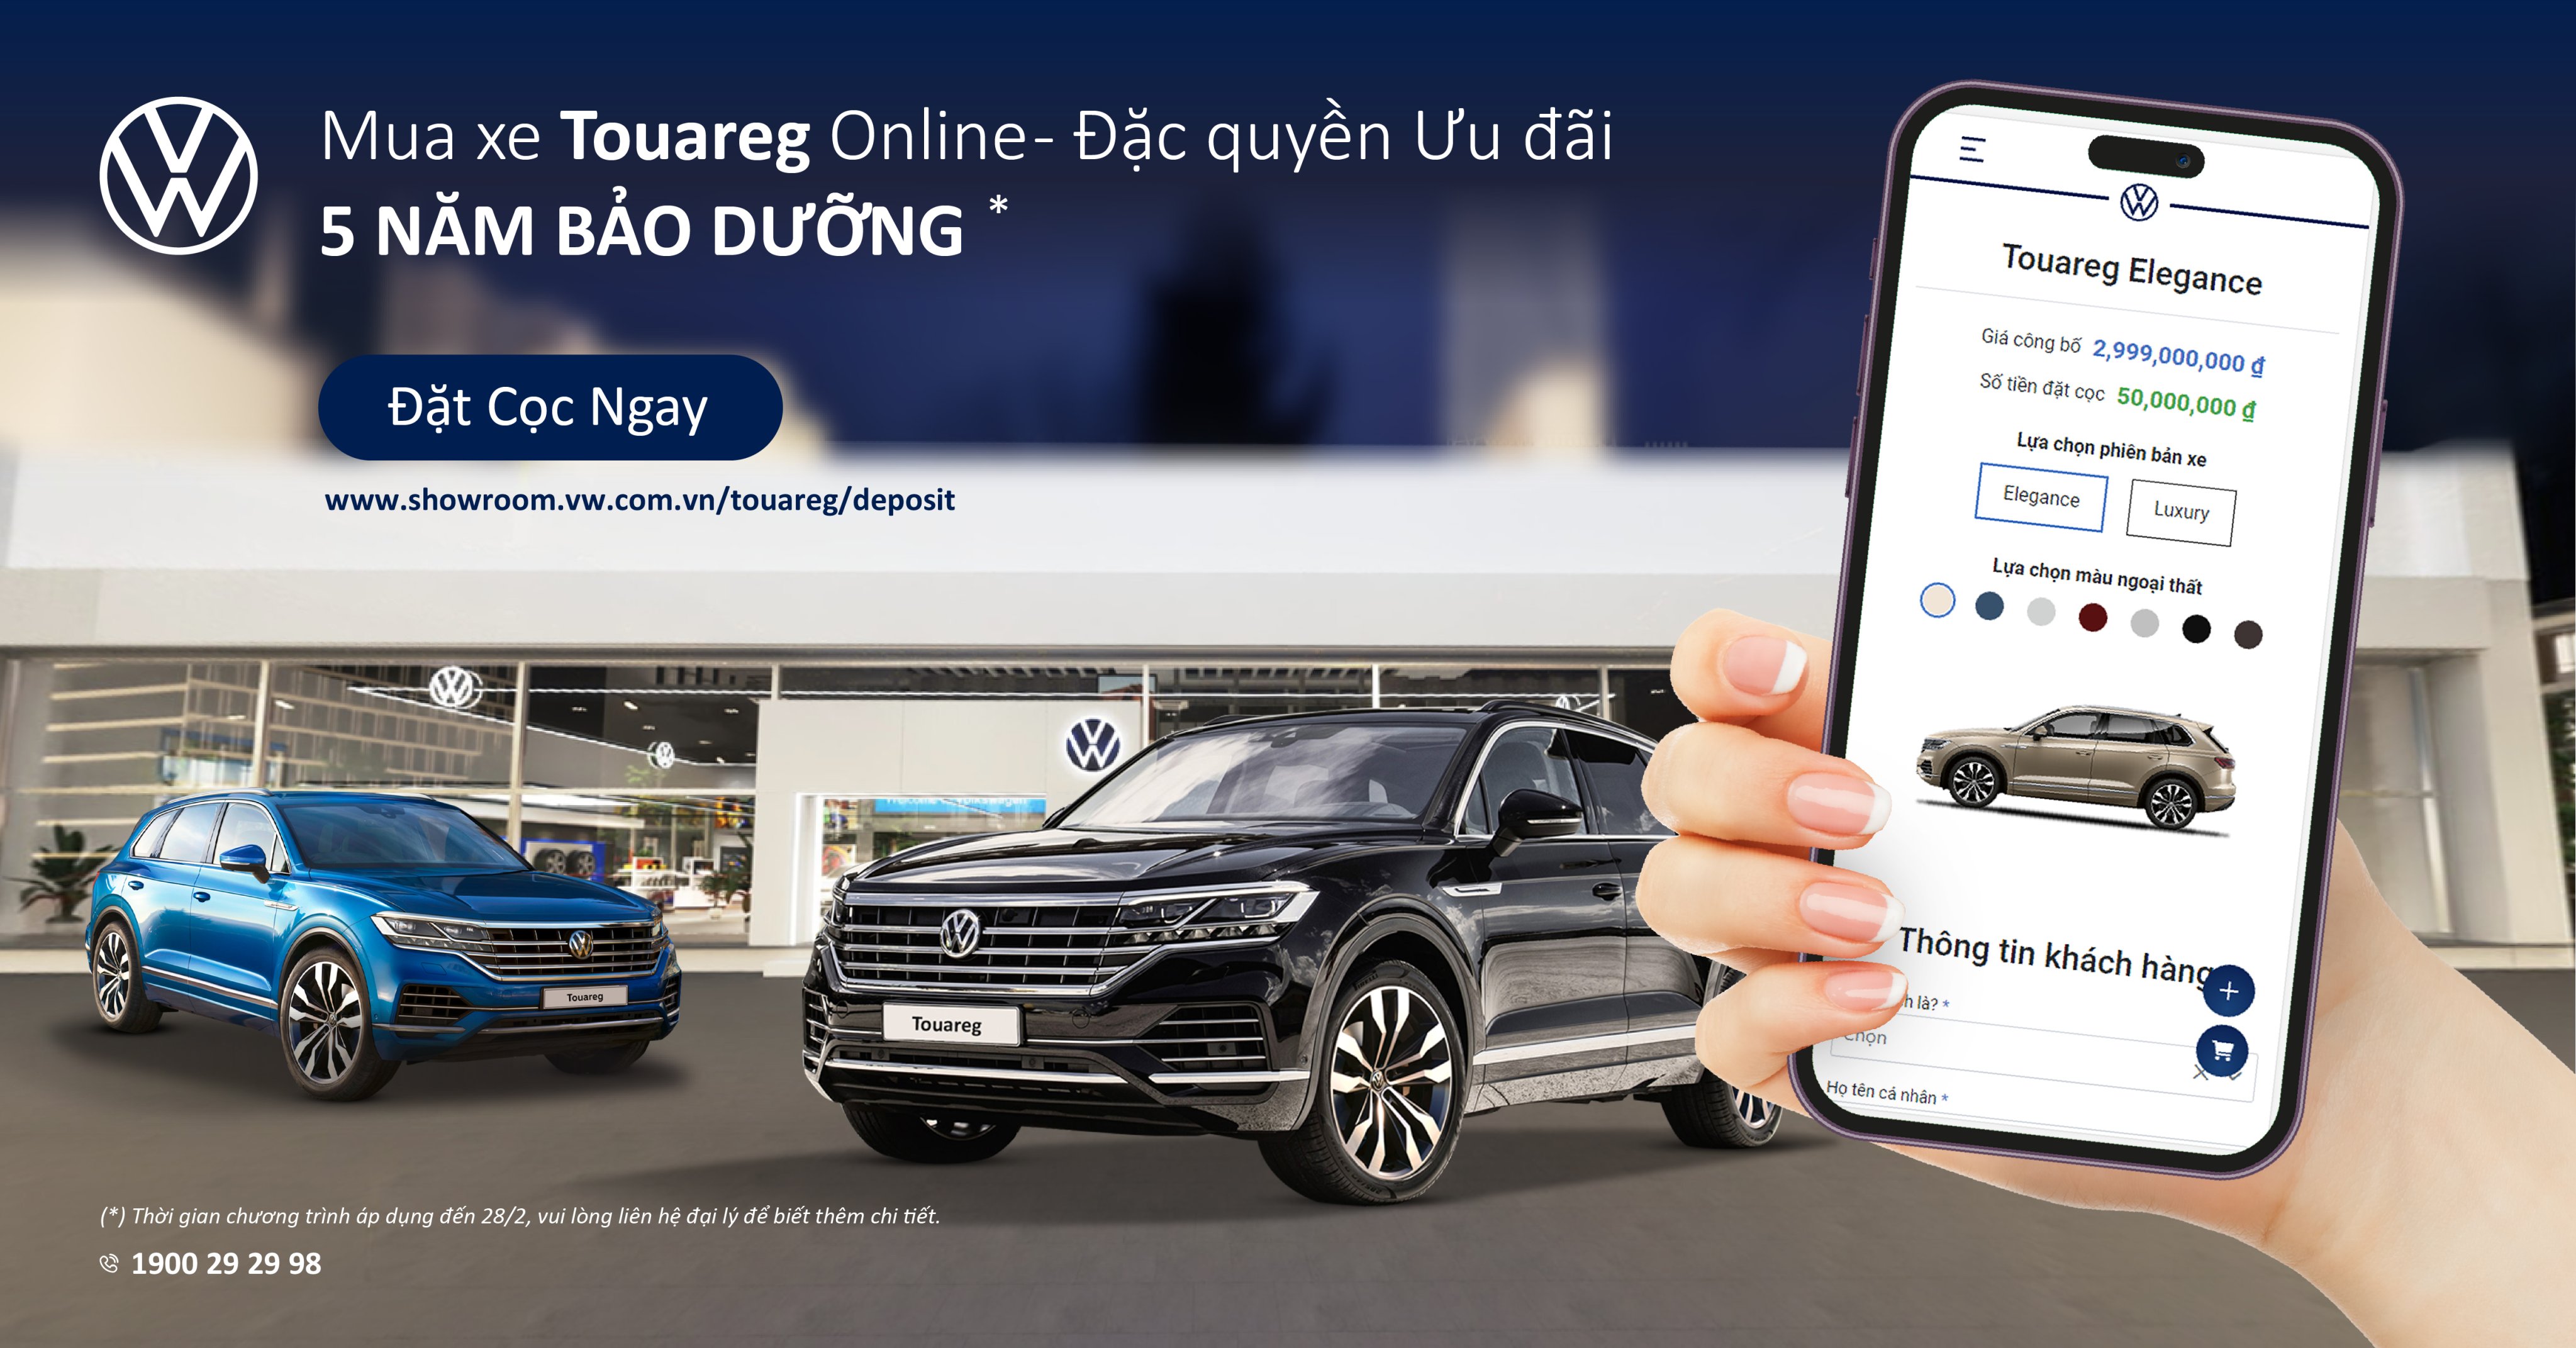 Mua xe Touareg Online - Đặc quyền Ưu đãi
5 NĂM BẢO DƯỠNG *
Đặt Cọc Ngay
www.showroom.vw.com.vn/touareg/deposit
Touareg
Touareg
(*) Thời gian chương trình áp dụng đến 28/2, vui lòng liên hệ đại lý để biết thêm chi tiết.
1900 29 29 98
Touareg Elegance
Giá công bố 2,999,000,000 ₫
Số tiền đặt cọc 50,000,000 ₫
Lựa chọn phiên bản xe
Elegance Luxury
Lựa chọn màu ngoại thất
Thông tin khách hàng
là? *
Chọn
Họ tên cá nhân *